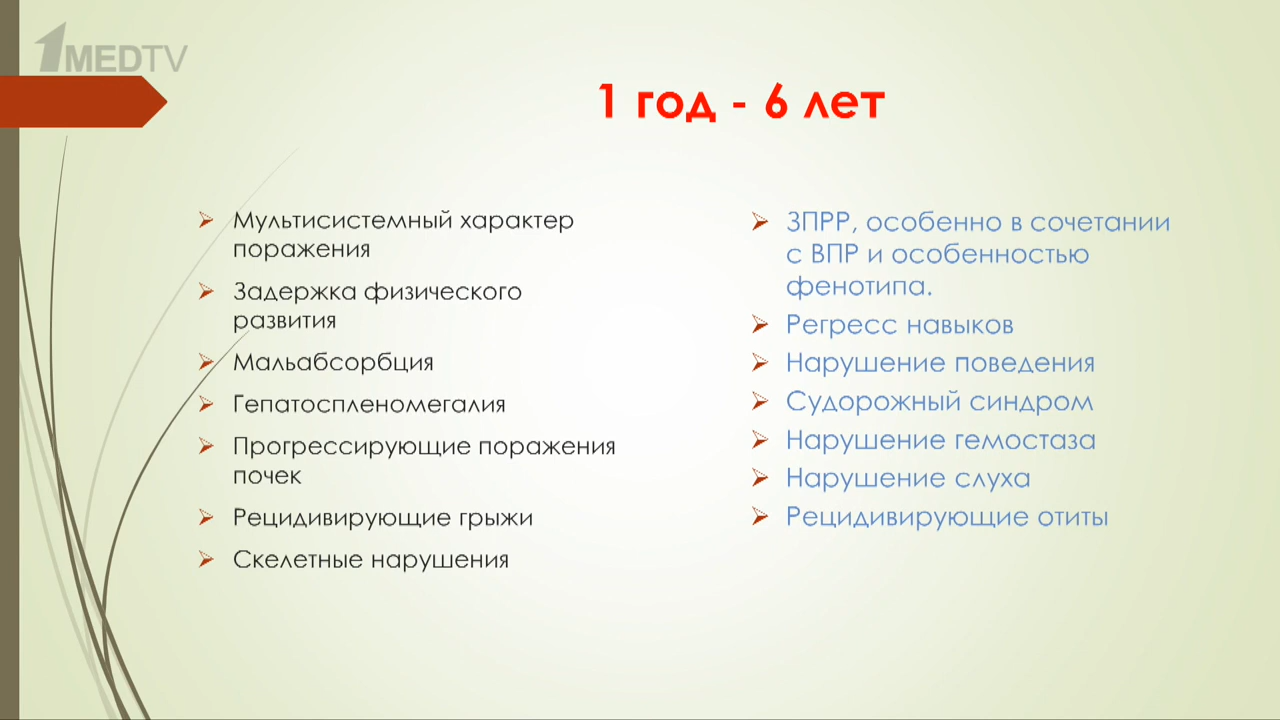 1MEDTV
1 год - 6 лет
Мультисистемный характер
поражения
Задержка физического
развития
Мальабсорбция
Гепатоспленомегалия
Прогрессирующие поражения
почек
Рецидивирующие грыжи
Скелетные нарушения
ЗПРР, особенно в сочетании
с ВПР и особенностью
фенотипа.
Регресс навыков
Нарушение поведения
Судорожный синдром
Нарушение гемостаза
Нарушение слуха
Рецидивирующие отиты